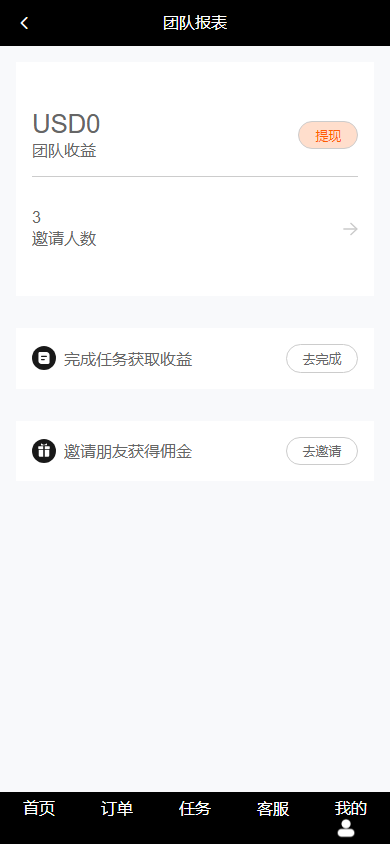 团队报表
USD0
团队收益
提现
3
邀请人数
完成任务获取收益
去完成
邀请朋友获得佣金
去邀请
首页
订单
任务
客服
我的